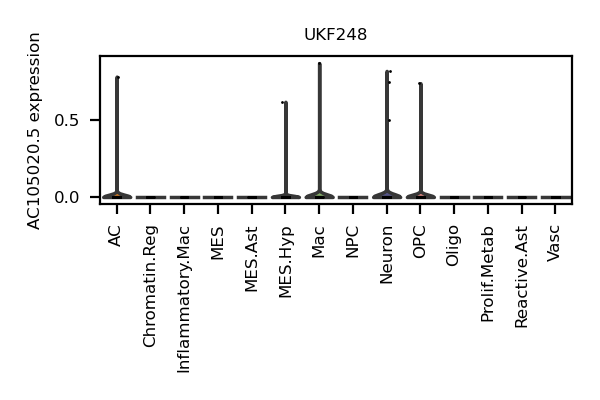 UKF248
AC105020.5 expression
0.5
0.0
AC
Chromatin.Reg
Inflammatory.Mac
MES
MES.Ast
MES.Hyp
Mac
NPC
Neuron
OPC
Oligo
Prolif.Metab
Reactive.Ast
Vasc